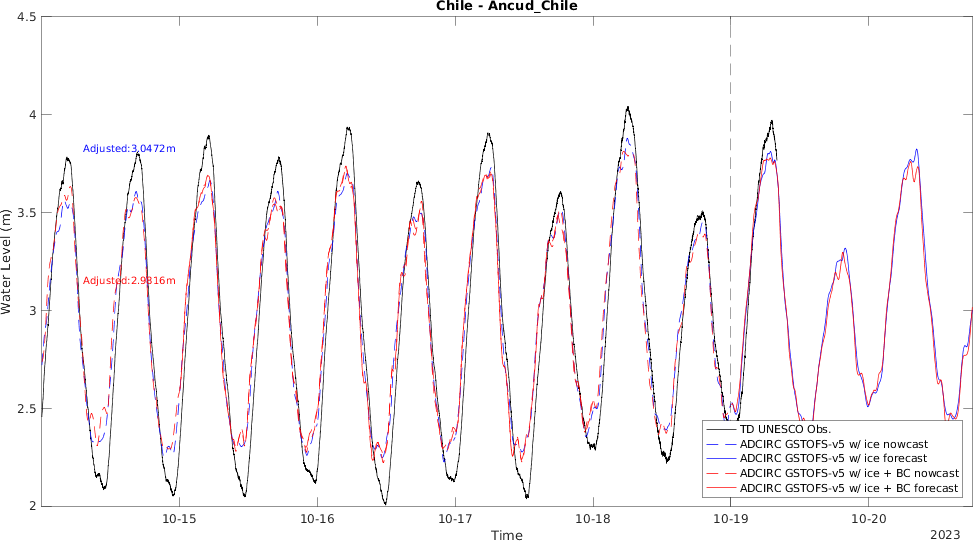 Chile - Ancud_Chile
4.5
4
3.5
3
2.5
2
Water Level (m)
Adjusted:3.0472m
Adjusted:2.9816m
TD UNESCO Obs.
ADCIRC GSTOFS-v5 w/ ice nowcast
ADCIRC GSTOFS-v5 w/ ice forecast
ADCIRC GSTOFS-v5 w/ ice + BC nowcast
ADCIRC GSTOFS-v5 w/ ice + BC forecast
10-15 10-16 10-17 10-18 10-19 10-20
Time
2023